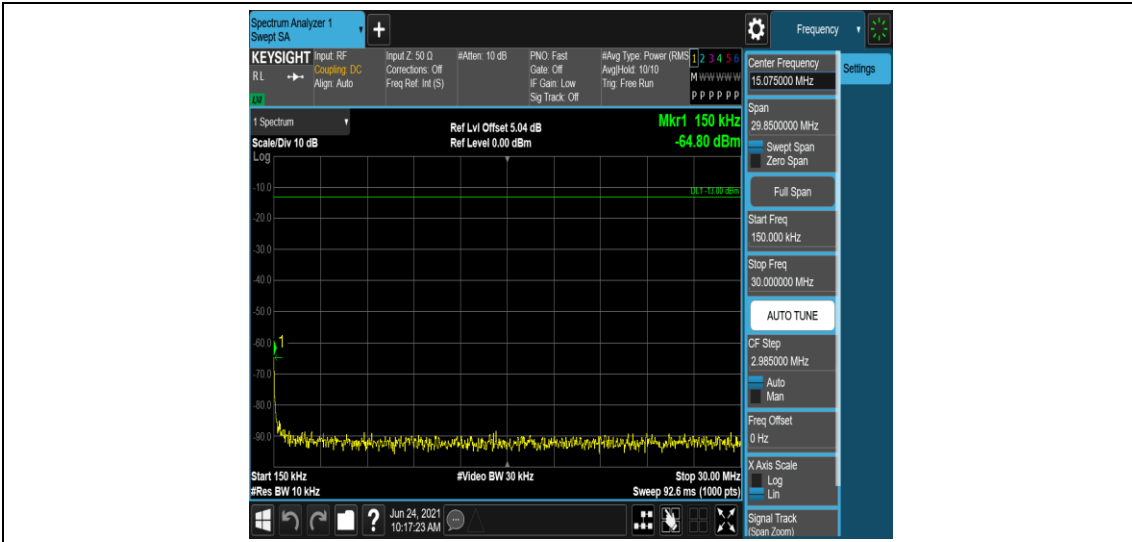 Spectrum Analyzer 1
Swept SA
+
Frequency
KEYSIGHT
RL
LXI
Input: RF
Coupling: DC
Align: Auto
Input Z: 50 Ω
Corrections: Off
Freq Ref: Int (S)
#Atten: 10 dB
PNO: Fast
Gate: Off
IF Gain: Low
Sig Track: Off
#Avg Type: Power (RMS
Avg|Hold: 10/10
Trig: Free Run
1 2 3 4 5 6
M W W W W W
P P P P P P
1 Spectrum
Scale/Div 10 dB
Log
Ref Lvl Offset 5.04 dB
Ref Level 0.00 dBm
Mkr1 150 kHz
-64.80 dBm
DL1 -13.00 dBm
-10.0
-20.0
-30.0
-40.0
-50.0
-60.0
1
-70.0
-80.0
-90.0
Start 150 kHz
#Res BW 10 kHz
#Video BW 30 kHz
Stop 30.00 MHz
Sweep 92.6 ms (1000 pts)
Center Frequency
15.075000 MHz
Settings
Span
29.8500000 MHz
Swept Span
Zero Span
Full Span
Start Freq
150.000 kHz
Stop Freq
30.000000 MHz
AUTO TUNE
CF Step
2.985000 MHz
Auto
Man
Freq Offset
0 Hz
X Axis Scale
Log
Lin
Signal Track
(Span Zoom)
?
Jun 24, 2021
10:17:23 AM